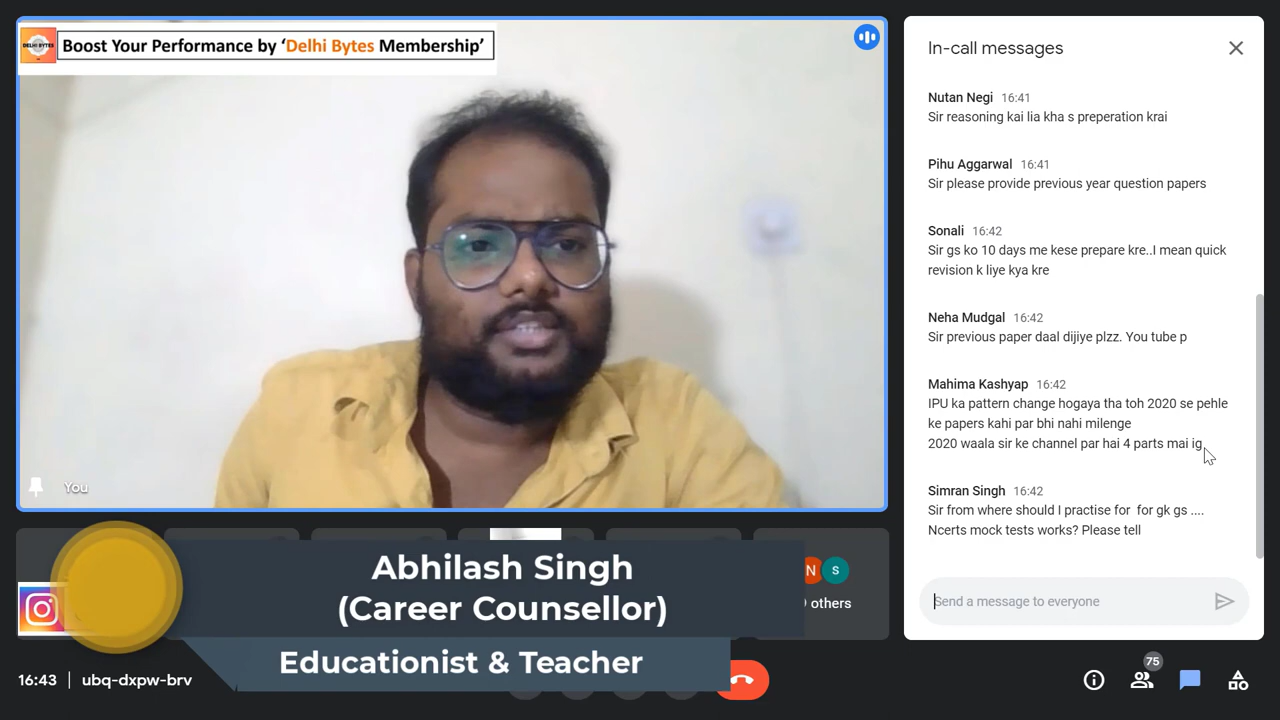 DELHI BYTES
Boost Your Performance by ‘Delhi Bytes Membership’
You
Abhilash Singh
(Career Counsellor)
Educationist & Teacher
N S
others
16:43 | ubq-dxpw-brv
In-call messages
Nutan Negi 16:41
Sir reasoning kai lia kha s preperation krai
Pihu Aggarwal 16:41
Sir please provide previous year question papers
Sonali 16:42
Sir gs ko 10 days me kese prepare kre..I mean quick
revision k liye kya kre
Neha Mudgal 16:42
Sir previous paper daal dijiye plzz. You tube p
Mahima Kashyap 16:42
IPU ka pattern change hogaya tha toh 2020 se pehle
ke papers kahi par bhi nahi milenge
2020 waala sir ke channel par hai 4 parts mai ig
Simran Singh 16:42
Sir from where should I practise for  for gk gs ....
Ncerts mock tests works? Please tell
Send a message to everyone
75